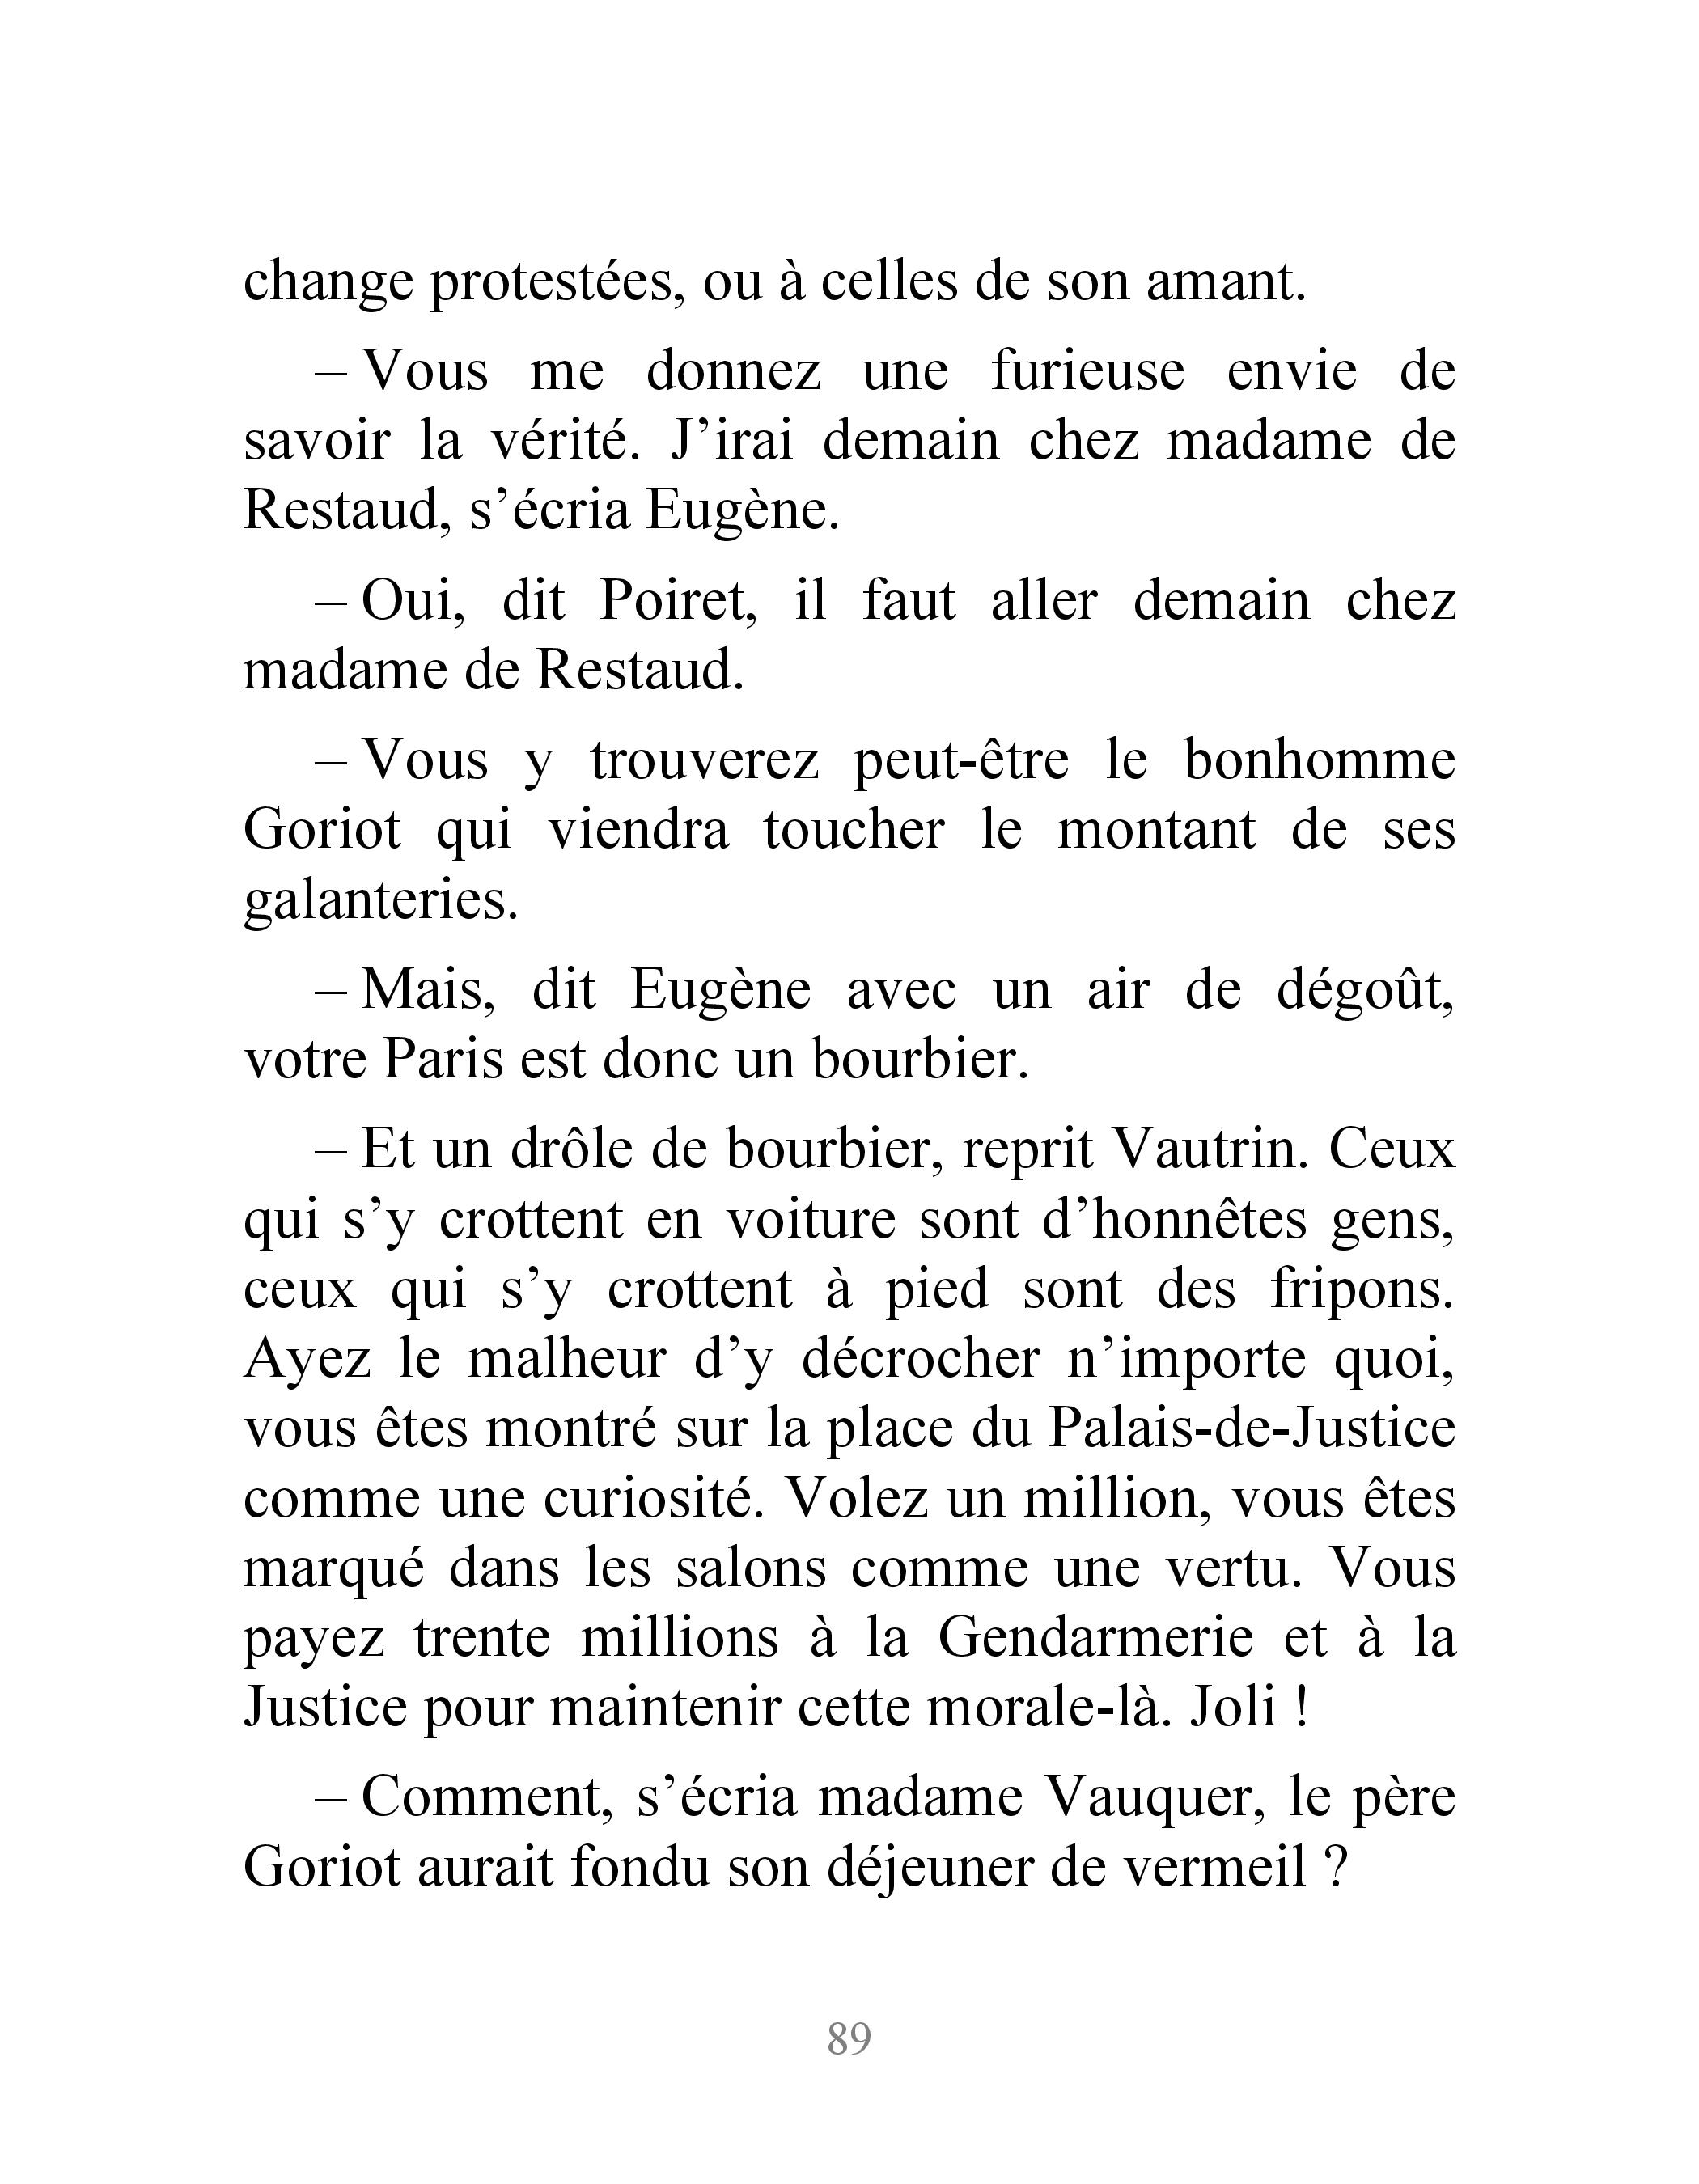 change protestées, ou à celles de son amant.
– Vous me donnez une furieuse envie de
savoir la vérité. J’irai demain chez madame de
Restaud, s’écria Eugène.
– Oui, dit Poiret, il faut aller demain chez
madame de Restaud.
– Vous y trouverez peut-être le bonhomme
Goriot qui viendra toucher le montant de ses
galanteries.
– Mais, dit Eugène avec un air de dégoût,
votre Paris est donc un bourbier.
– Et un drôle de bourbier, reprit Vautrin. Ceux
qui s’y crottent en voiture sont d’honnêtes gens,
ceux qui s’y crottent à pied sont des fripons.
Ayez le malheur d’y décrocher n’importe quoi,
vous êtes montré sur la place du Palais-de-Justice
comme une curiosité. Volez un million, vous êtes
marqué dans les salons comme une vertu. Vous
payez trente millions à la Gendarmerie et à la
Justice pour maintenir cette morale-là. Joli !
– Comment, s’écria madame Vauquer, le père
Goriot aurait fondu son déjeuner de vermeil ?
89